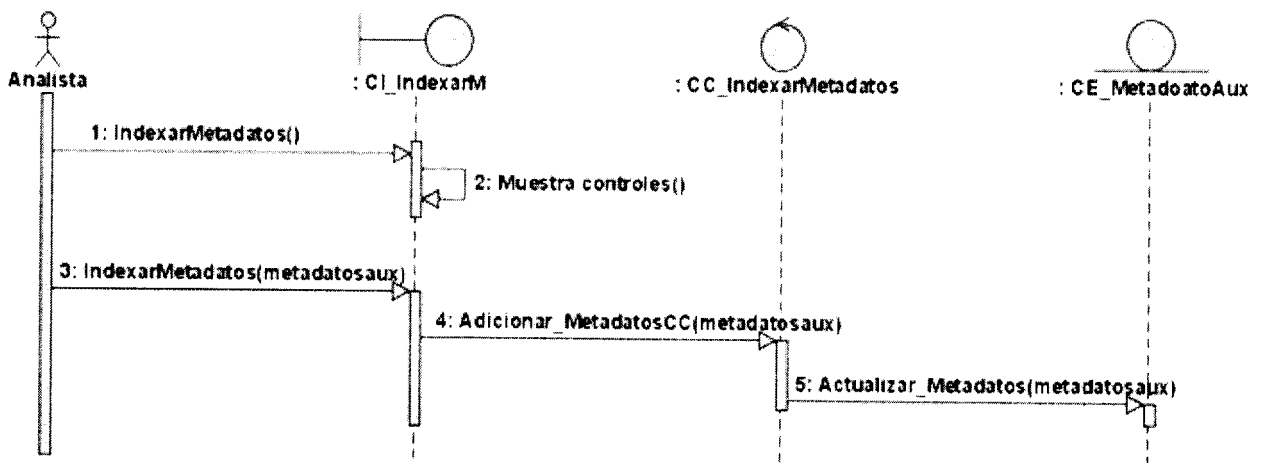 Analista
: CI_IndexarM
: CC_IndexarMetadatos
: CE_MetadoatoAux
1: IndexarMetadatos()
2: Muestra controles()
3: IndexarMetadatos(metadatosaux)
4: Adicionar_MetadatosCC(metadatosaux)
5: Actualizar_Metadatos(metadatosaux)